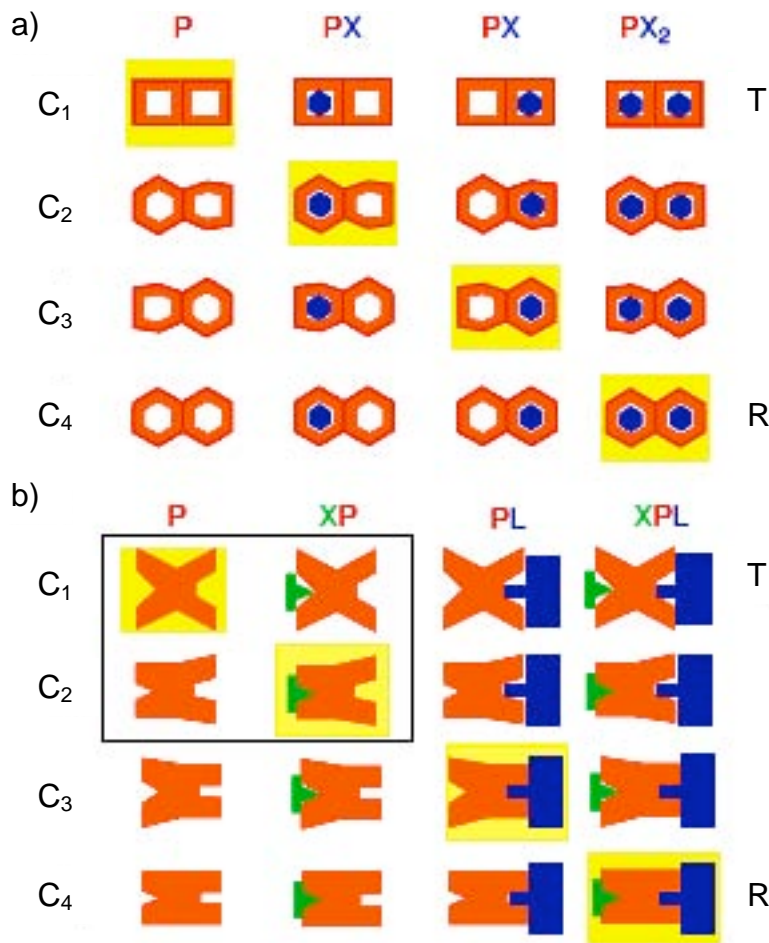 a)
P PX PX PX₂
C₁ T
C₂
C₃
C₄ R
b)
P XP PL XPL
C₁ T
C₂
C₃
C₄ R